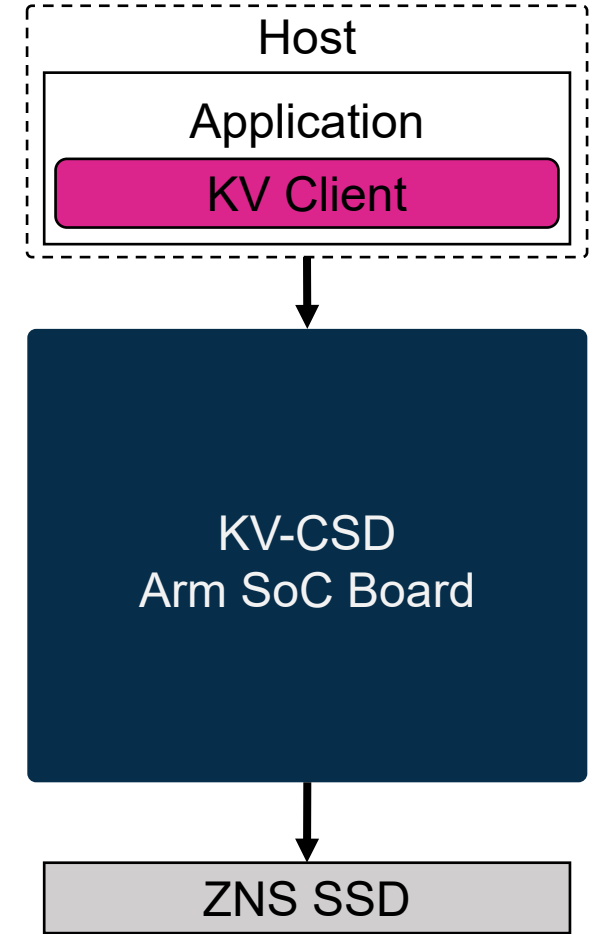 Host
Application
KV Client
KV-CSD
Arm SoC Board
ZNS SSD